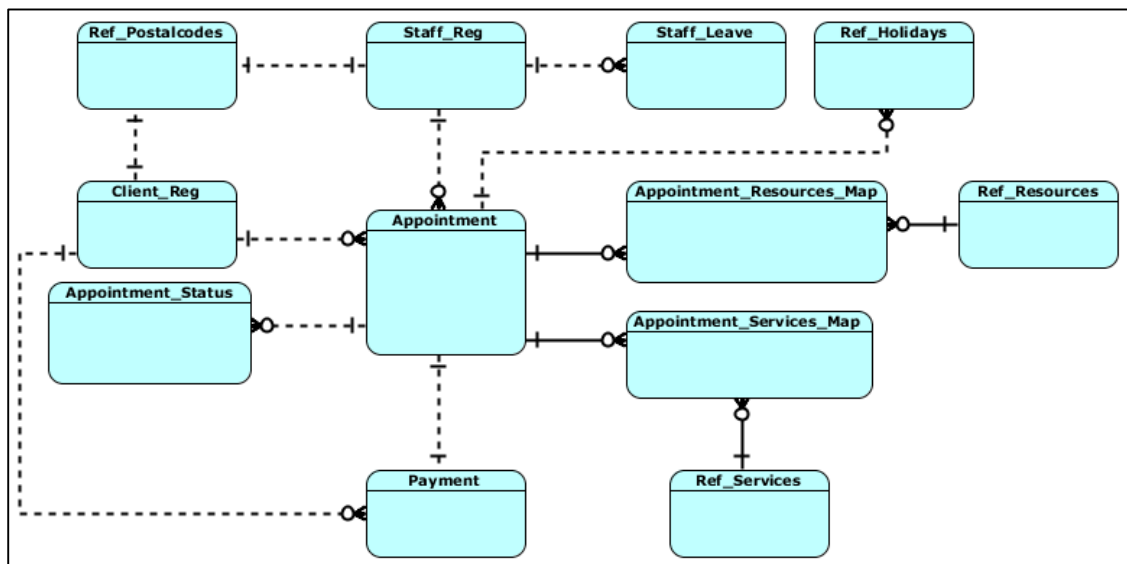 Ref_Postalcodes
Staff_Reg
Staff_Leave
Ref_Holidays
Client_Reg
Appointment
Appointment_Resources_Map
Ref_Resources
Appointment_Status
Appointment_Services_Map
Payment
Ref_Services